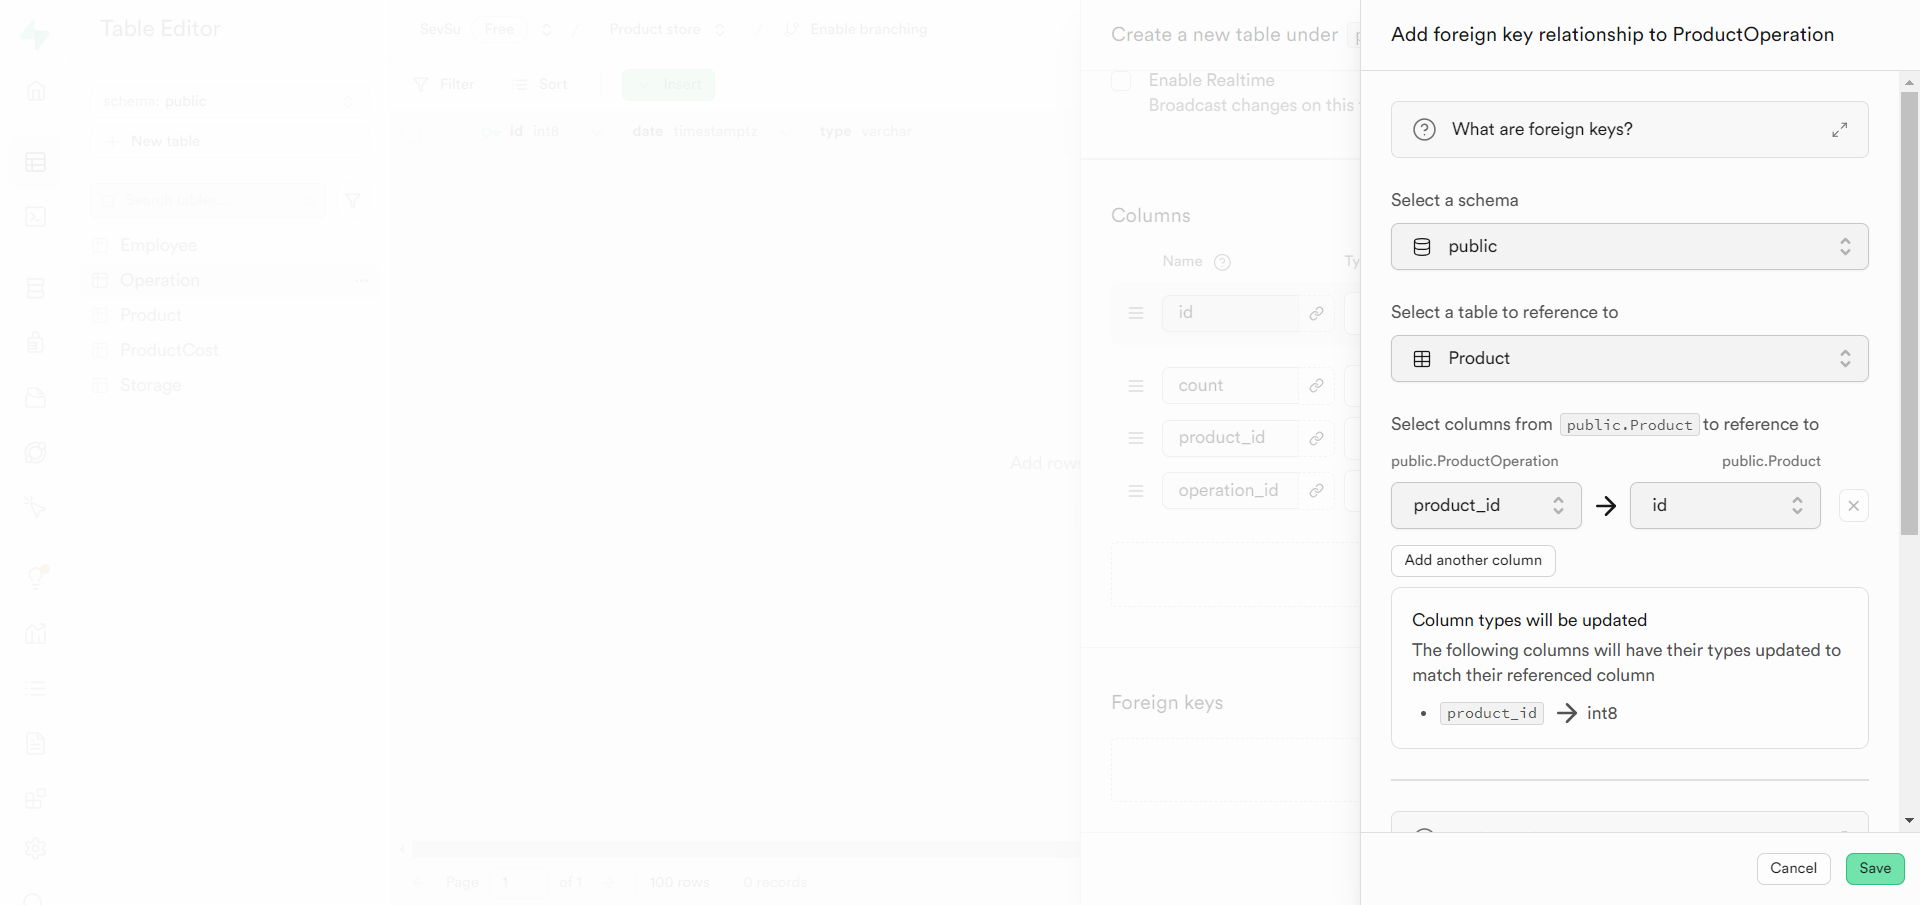 Table Editor
SevSu Free / Product store / Enable branching
schema: public
New table
Search tables...
Employee
Operation
Product
ProductCost
Storage
Filter Sort Insert
id int8 date timestamptz type varchar
Add rows
Page 1 of 1 100 rows 0 records
Create a new table under
Enable Realtime
Broadcast changes on this
Columns
Name
id
count
product_id
operation_id
Foreign keys
Add foreign key relationship to ProductOperation
What are foreign keys?
Select a schema
public
Select a table to reference to
Product
Select columns from public.Product to reference to
public.ProductOperation public.Product
product_id → id
Add another column
Column types will be updated
The following columns will have their types updated to
match their referenced column
• product_id → int8
Cancel Save